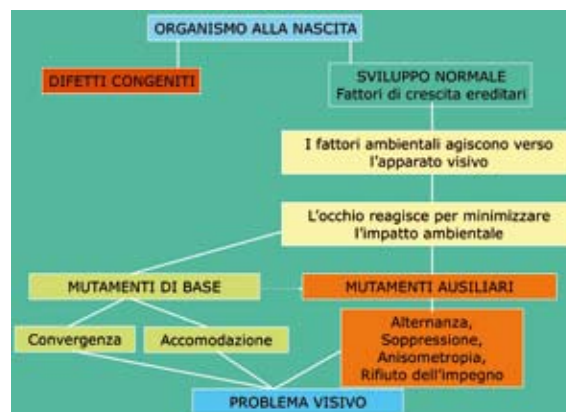 ORGANISMO ALLA NASCITA
DIFETTI CONGENITI
SVILUPPO NORMALE
Fattori di crescita ereditari
I fattori ambientali agiscono verso
l'apparato visivo
L'occhio reagisce per minimizzare
l'impatto ambientale
MUTAMENTI DI BASE
MUTAMENTI AUSILIARI
Convergenza
Accomodazione
Alternanza,
Soppressione,
Anisometropia,
Rifiuto dell'impegno
PROBLEMA VISIVO